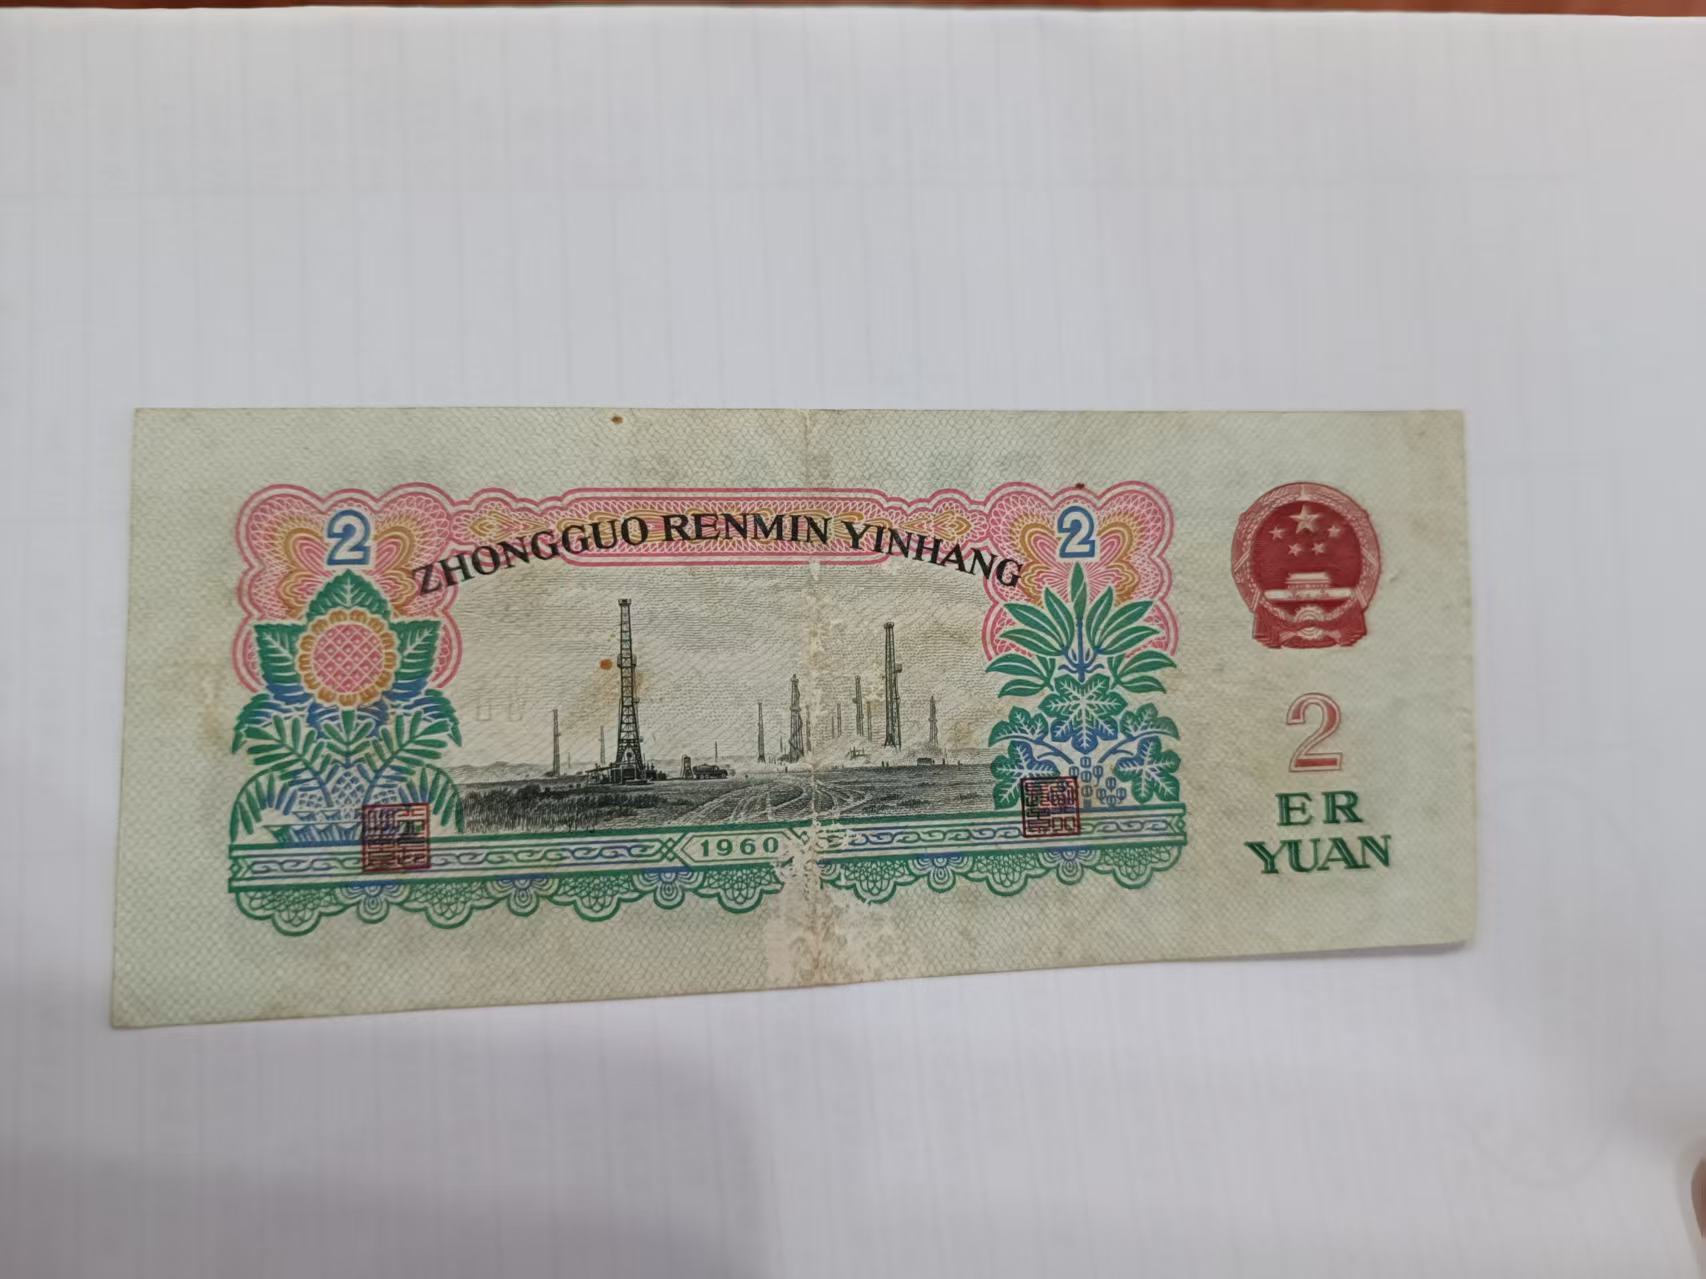 2 2
ZHONGGUO RENMIN YINHANG
2
ER
YUAN
1960